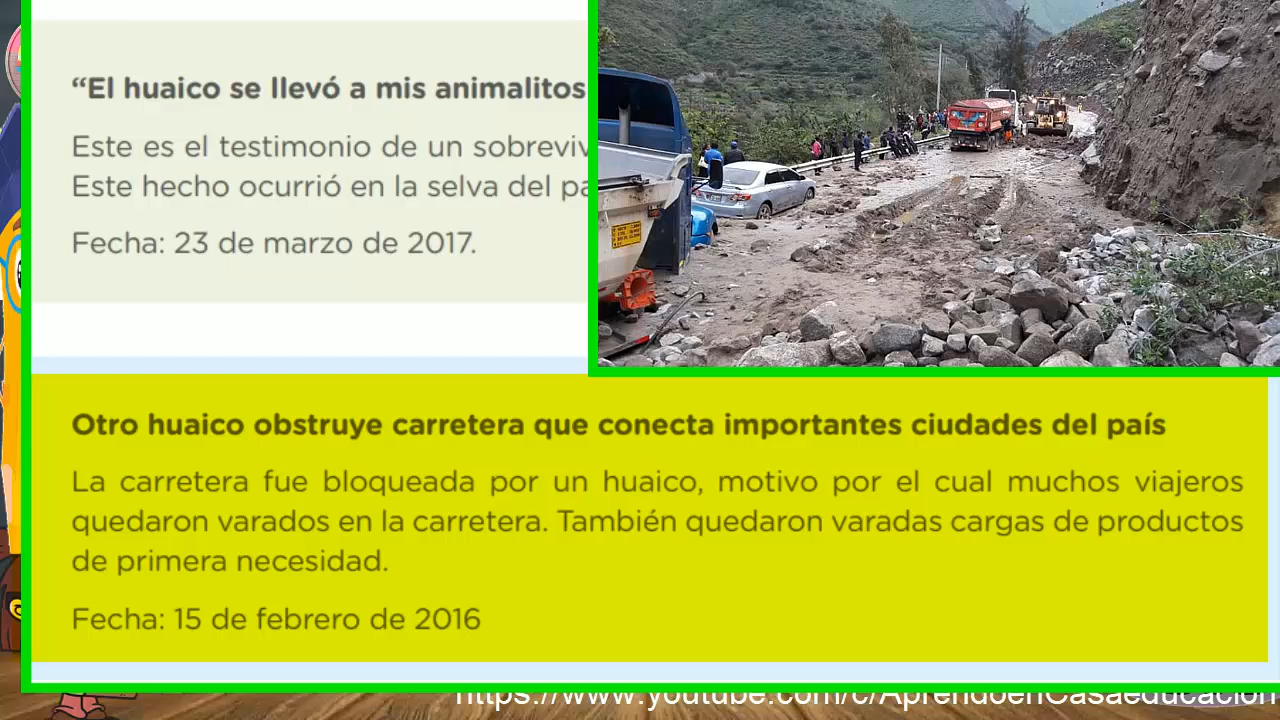 “El huaico se llevó a mis animalitos
Este es el testimonio de un
Este hecho ocurrió en la selva del
Fecha: 23 de marzo de 2017.
Otro huaico obstruye carretera que conecta importantes ciudades del país
La carretera fue bloqueada por un huaico, motivo por el cual muchos viajeros
quedaron varados en la carretera. También quedaron varadas cargas de productos
de primera necesidad.
Fecha: 15 de febrero de 2016
https://www.youtube.com/c/AprendoenCasaeducacion